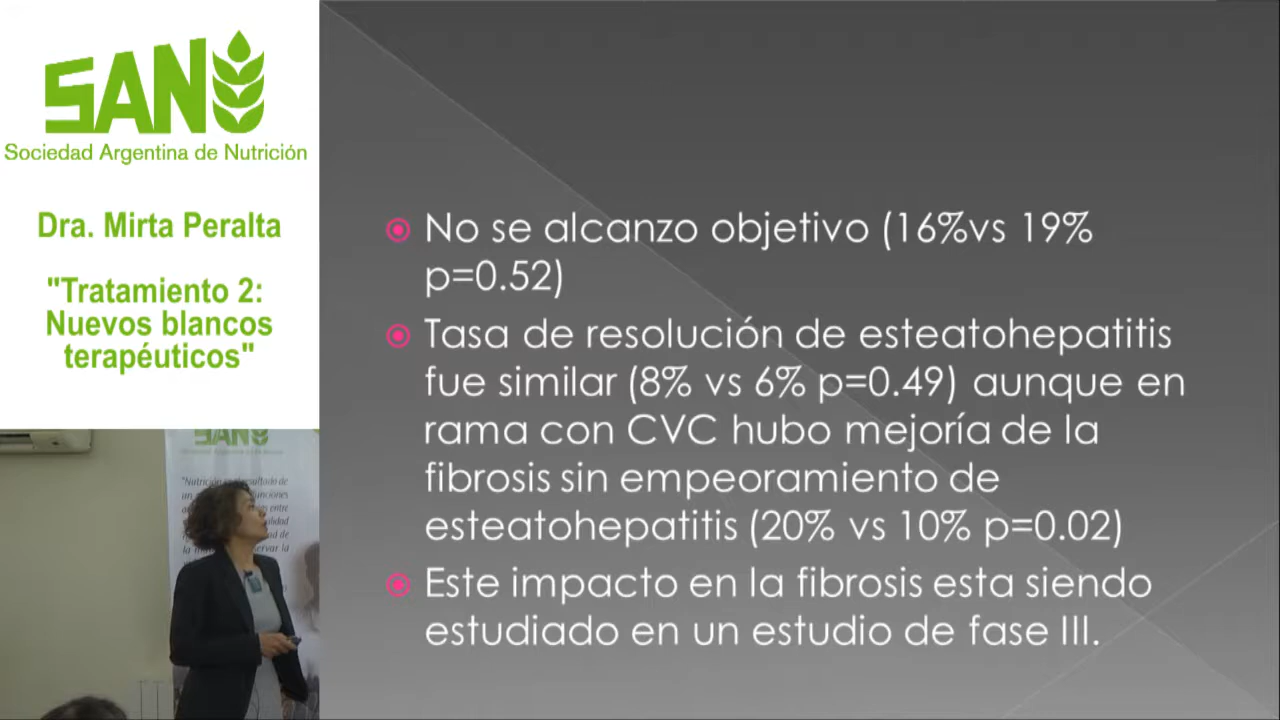 SAN
Sociedad Argentina de Nutrición
Dra. Mirta Peralta
"Tratamiento 2:
Nuevos blancos
terapéuticos"
No se alcanzo objetivo (16%vs 19%
p=0.52)
Tasa de resolución de esteatohepatitis
fue similar (8% vs 6% p=0.49) aunque en
rama con CVC hubo mejoría de la
fibrosis sin empeoramiento de
esteatohepatitis (20% vs 10% p=0.02)
Este impacto en la fibrosis esta siendo
estudiado en un estudio de fase III.
SAN
"Nutrición